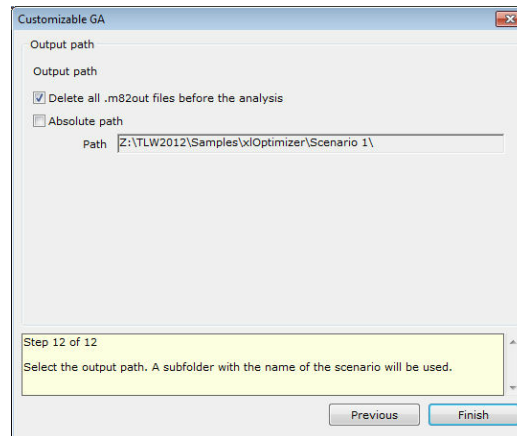 Customizable GA
Output path
Output path
Delete all .m82out files before the analysis
Absolute path
Path Z:\TLW2012\Samples\xlOptimizer\Scenario 1\
Step 12 of 12
Select the output path. A subfolder with the name of the scenario will be used.
Previous Finish